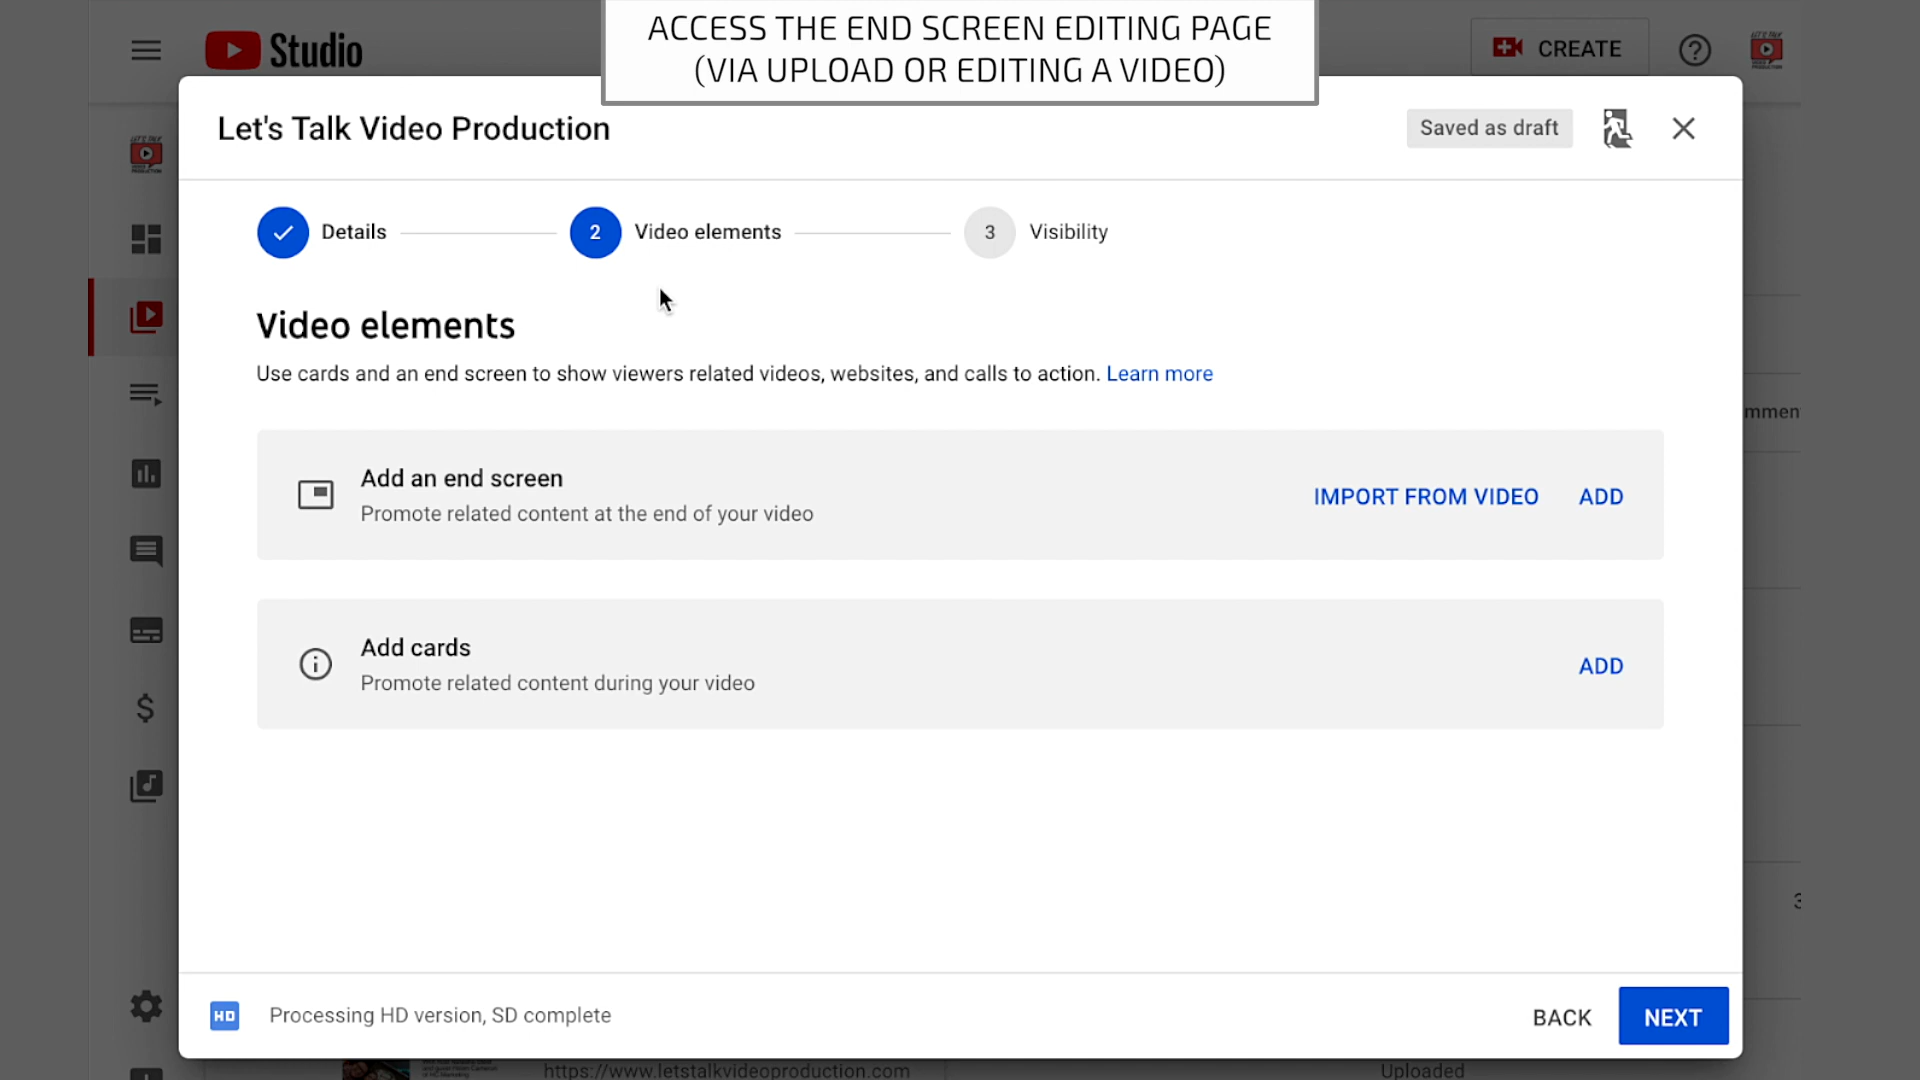 ACCESS THE END SCREEN EDITING PAGE
(VIA UPLOAD OR EDITING A VIDEO)
Studio
CREATE
Let's Talk Video Production
Saved as draft
Details
2
Video elements
3
Visibility
Video elements
Use cards and an end screen to show viewers related videos, websites, and calls to action. Learn more
mmen
Add an end screen
Promote related content at the end of your video
IMPORT FROM VIDEO
ADD
Add cards
Promote related content during your video
ADD
HD
Processing HD version, SD complete
BACK
NEXT
https://www.letstalkvideoproduction.com
Uploaded